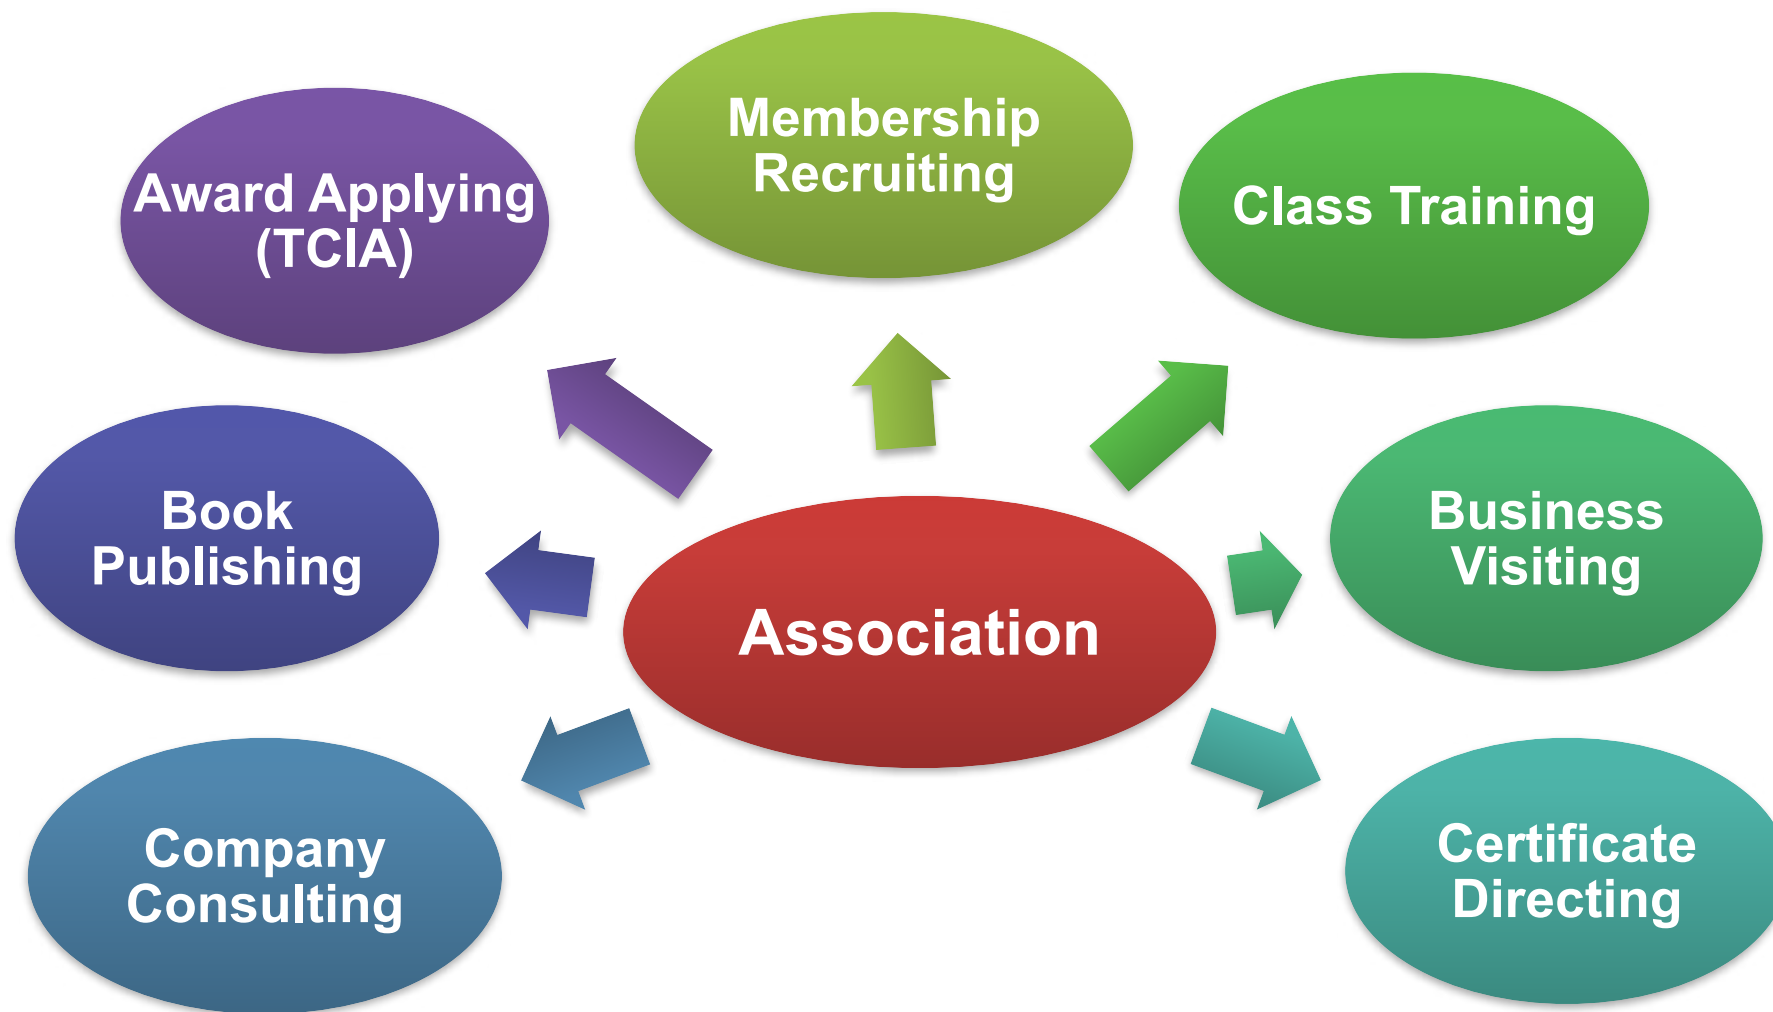 Membership
Recruiting
Award Applying
(TCIA)
Class Training
Book
Publishing
Business
Visiting
Association
Company
Consulting
Certificate
Directing